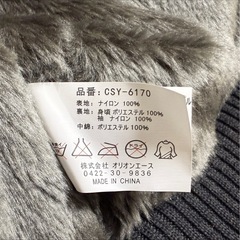 品番: CSY-6170
表地: ナイロン 100%
裏地: 身頃 ポリエステル 100%
袖 ナイロン 100%
中綿: ポリエステル 100%
株式会社 オリオンエース
0422-30-9836
MADE IN CHINA